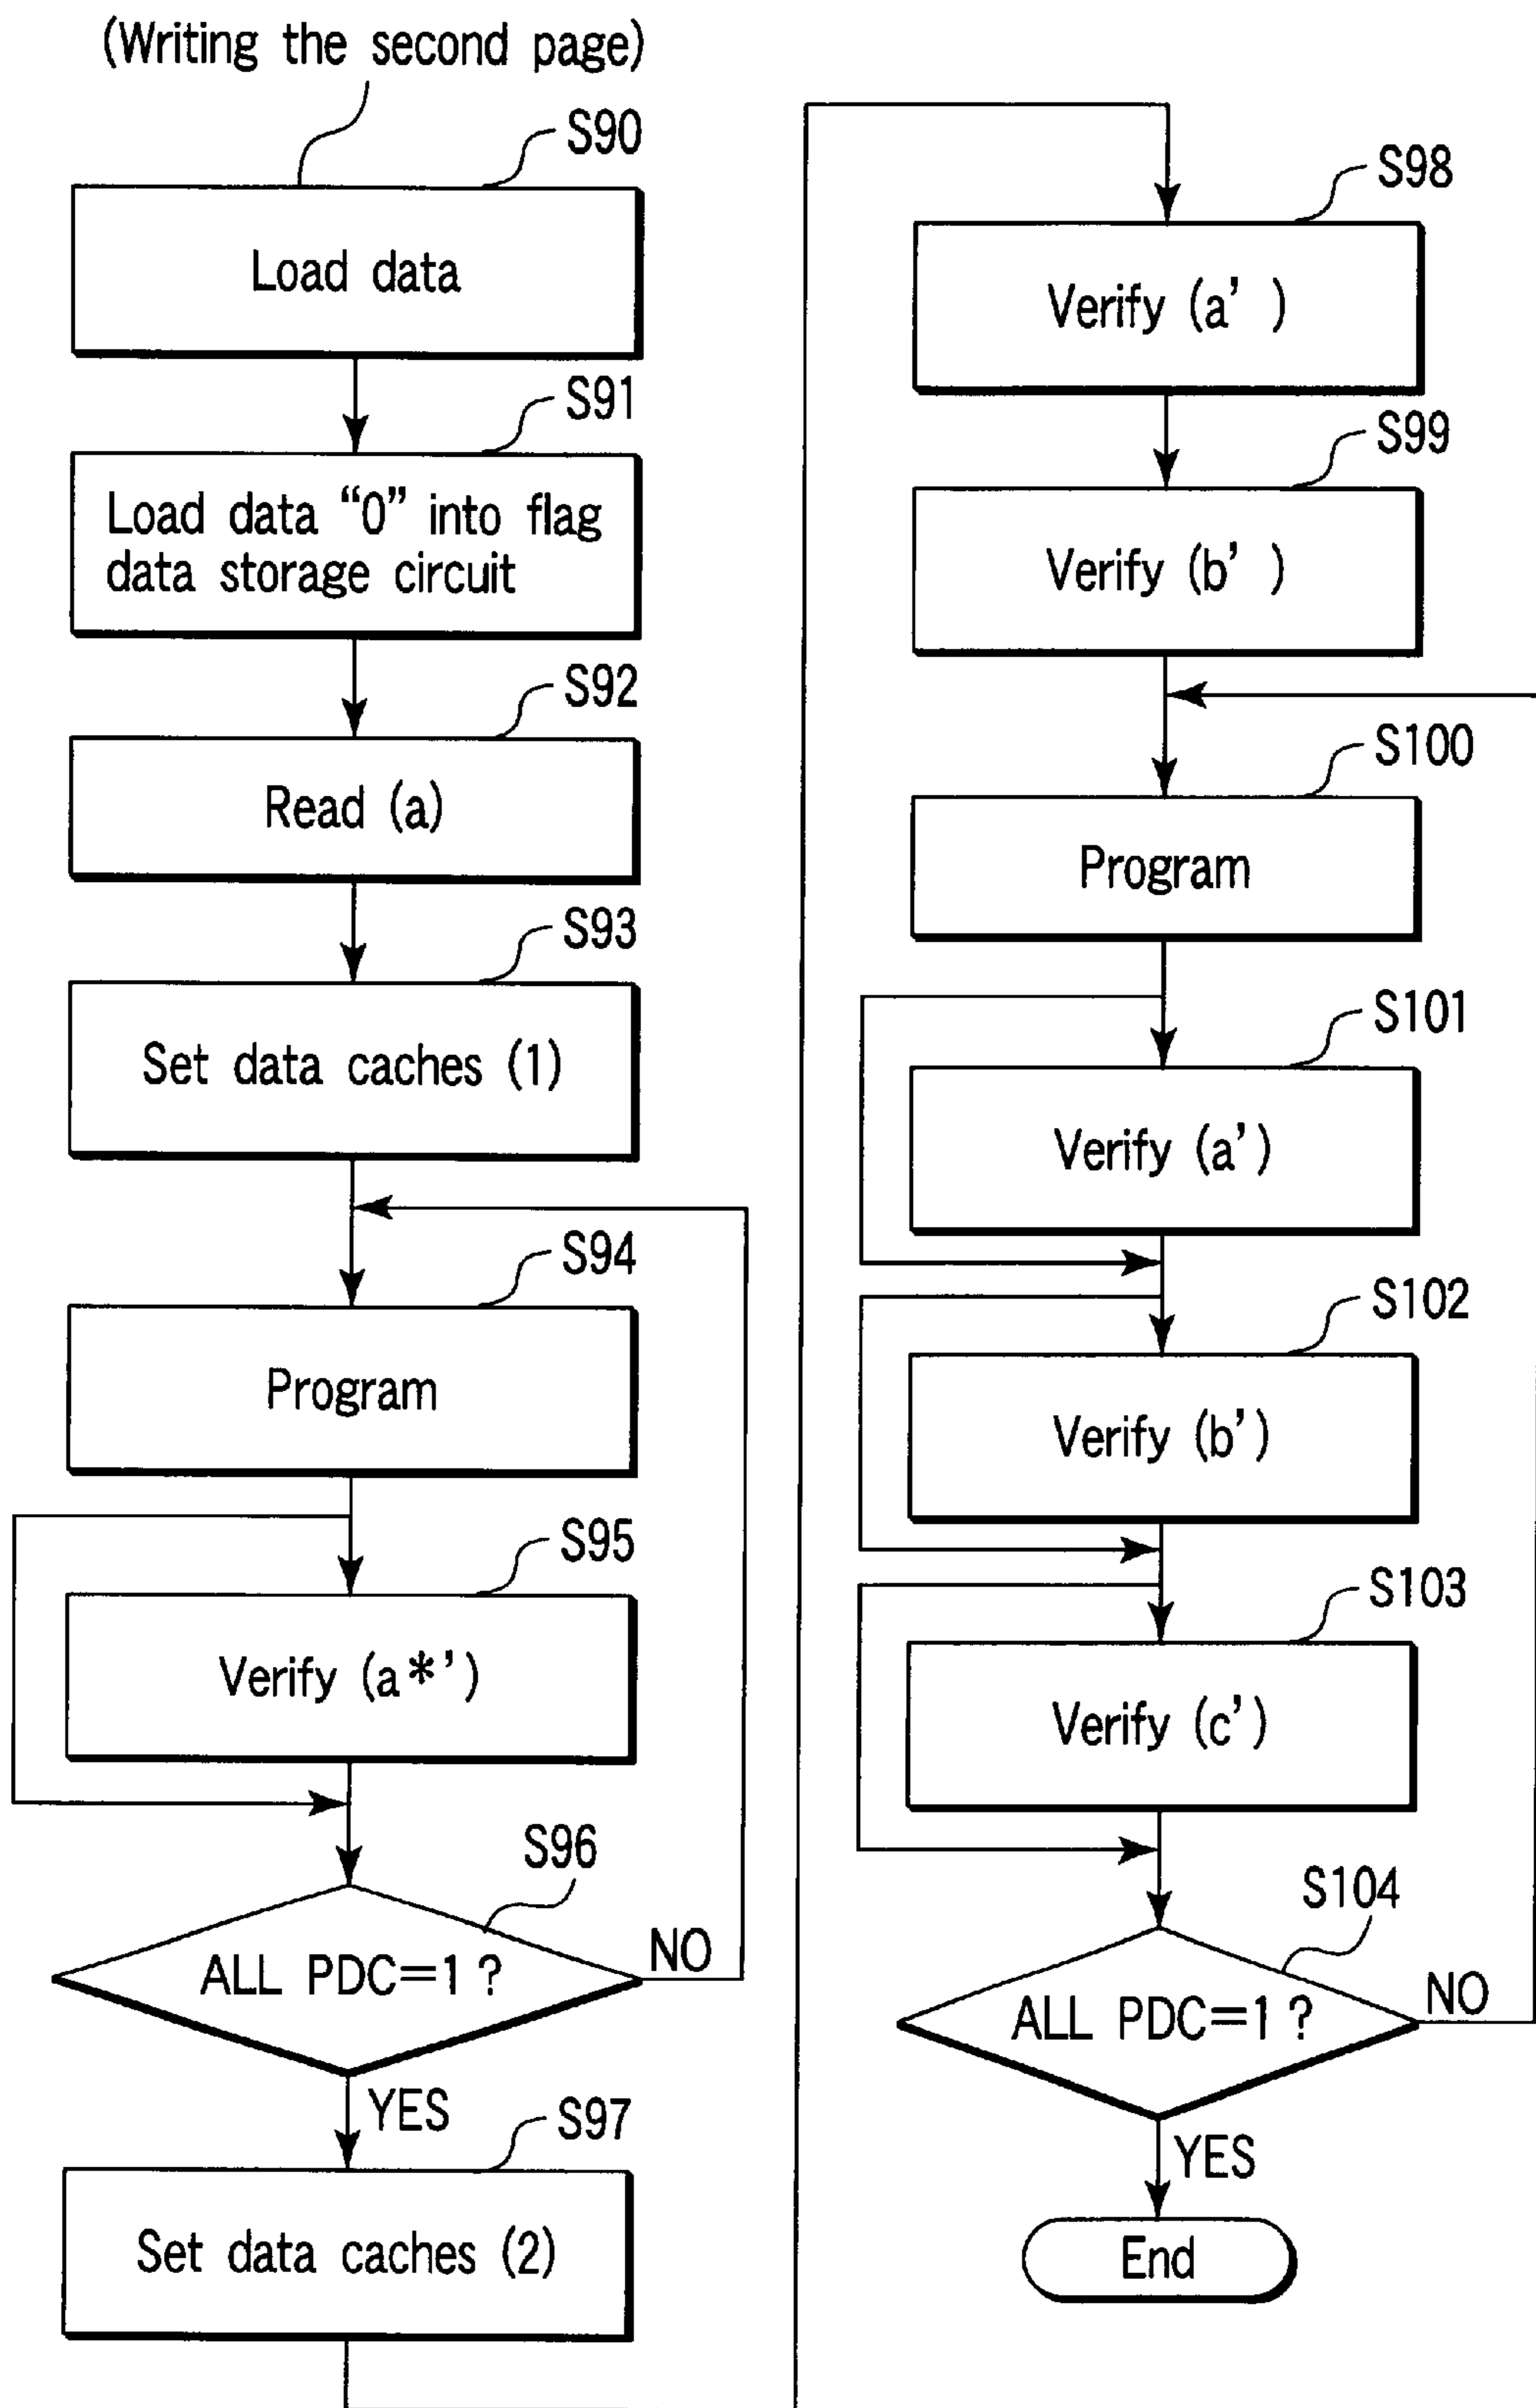 (Writing the second page)
S90
Load data
S91
Load data “0” into flag
data storage circuit
S92
Read (a)
S93
Set data caches (1)
S94
Program
S95
Verify (a*’)
S96
ALL PDC=1 ?
NO
YES
S97
Set data caches (2)
S98
Verify (a’ )
S99
Verify (b’ )
S100
Program
S101
Verify (a’)
S102
Verify (b’)
S103
Verify (c’)
S104
ALL PDC=1 ?
NO
YES
End